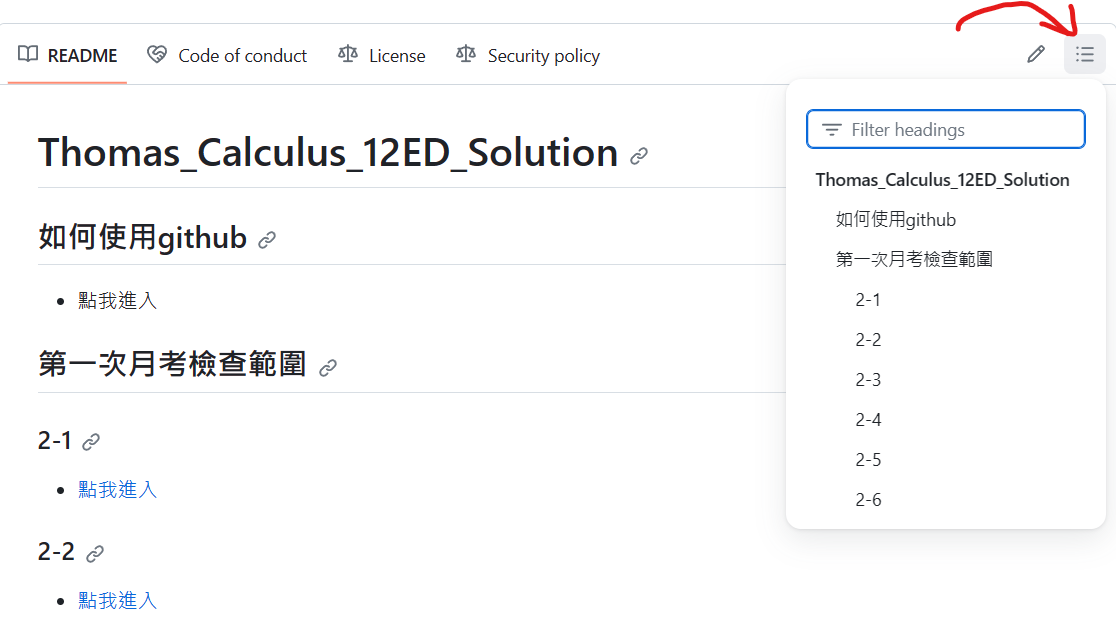 README
Code of conduct
License
Security policy
Thomas_Calculus_12ED_Solution
如何使用github
點我進入
第一次月考檢查範圍
2-1
點我進入
2-2
點我進入
Filter headings
Thomas_Calculus_12ED_Solution
如何使用github
第一次月考檢查範圍
2-1
2-2
2-3
2-4
2-5
2-6